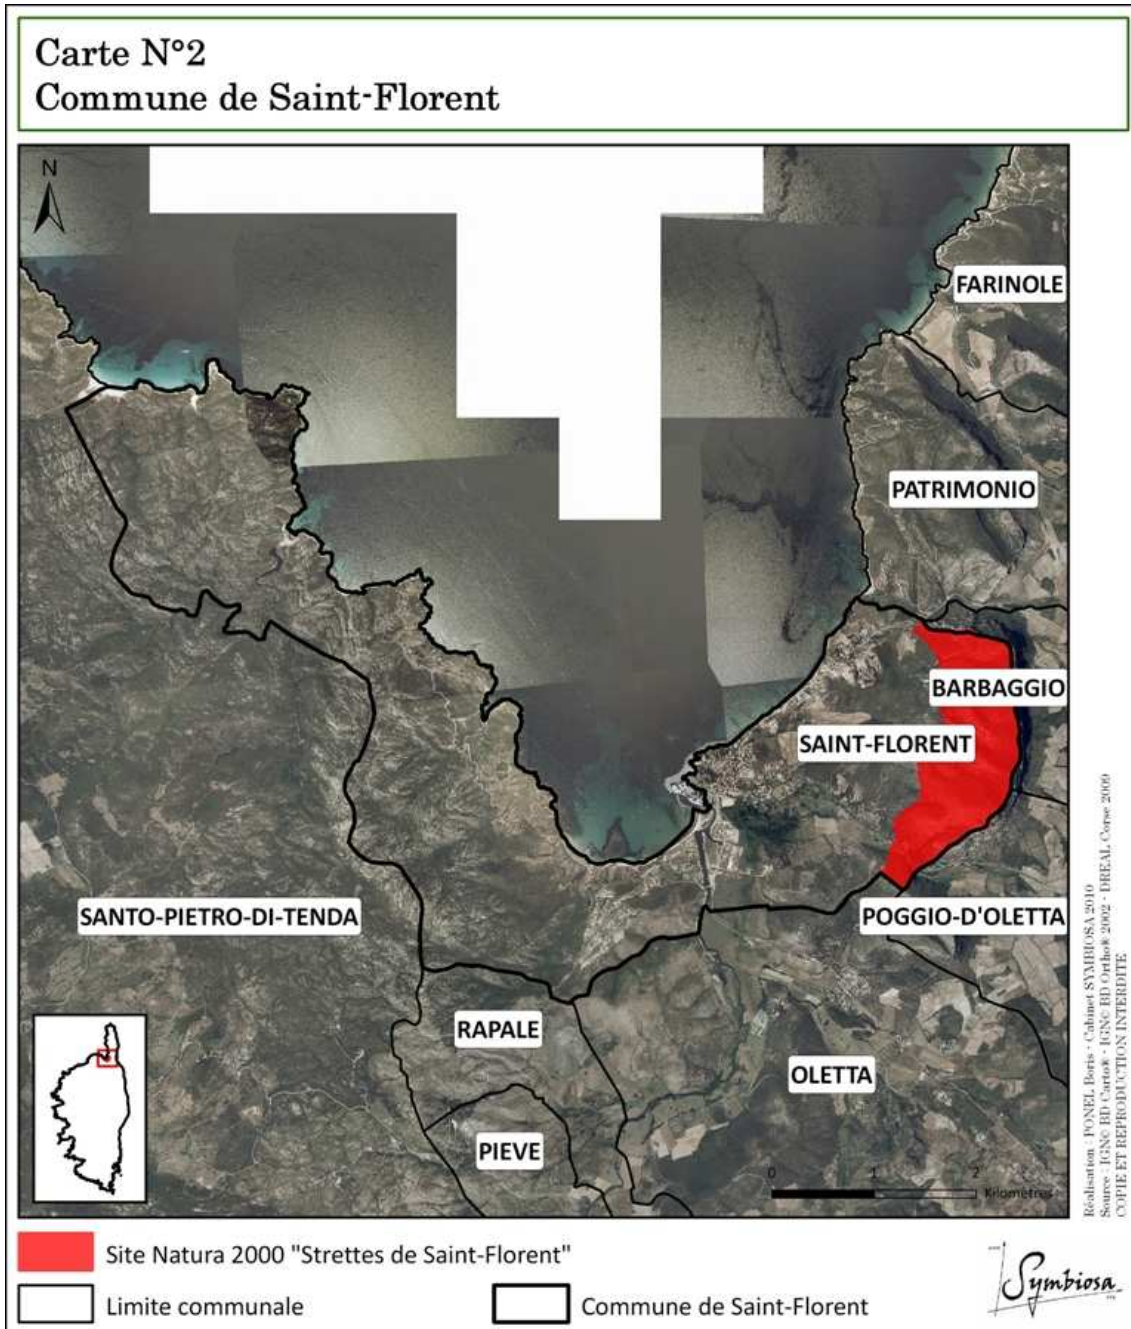 Carte N°2
Commune de Saint-Florent
N
FARINOLE
PATRIMONIO
BARBAGGIO
SAINT-FLORENT
SANTO-PIETRO-DI-TENDA
POGGIO-D'OLETTA
RAPALE
OLETTA
PIEVE
0 1 2
Kilomètres
Réalisation : PONEL Boris - Cabinet SYMBIOSA 2010
Source : IGN© BD Carto® - IGN© BD Ortho® 2002 - DREAL Corse 2009
COPIE ET REPRODUCTION INTERDITE
Site Natura 2000 "Strettes de Saint-Florent"
Limite communale
Commune de Saint-Florent
Symbiosa